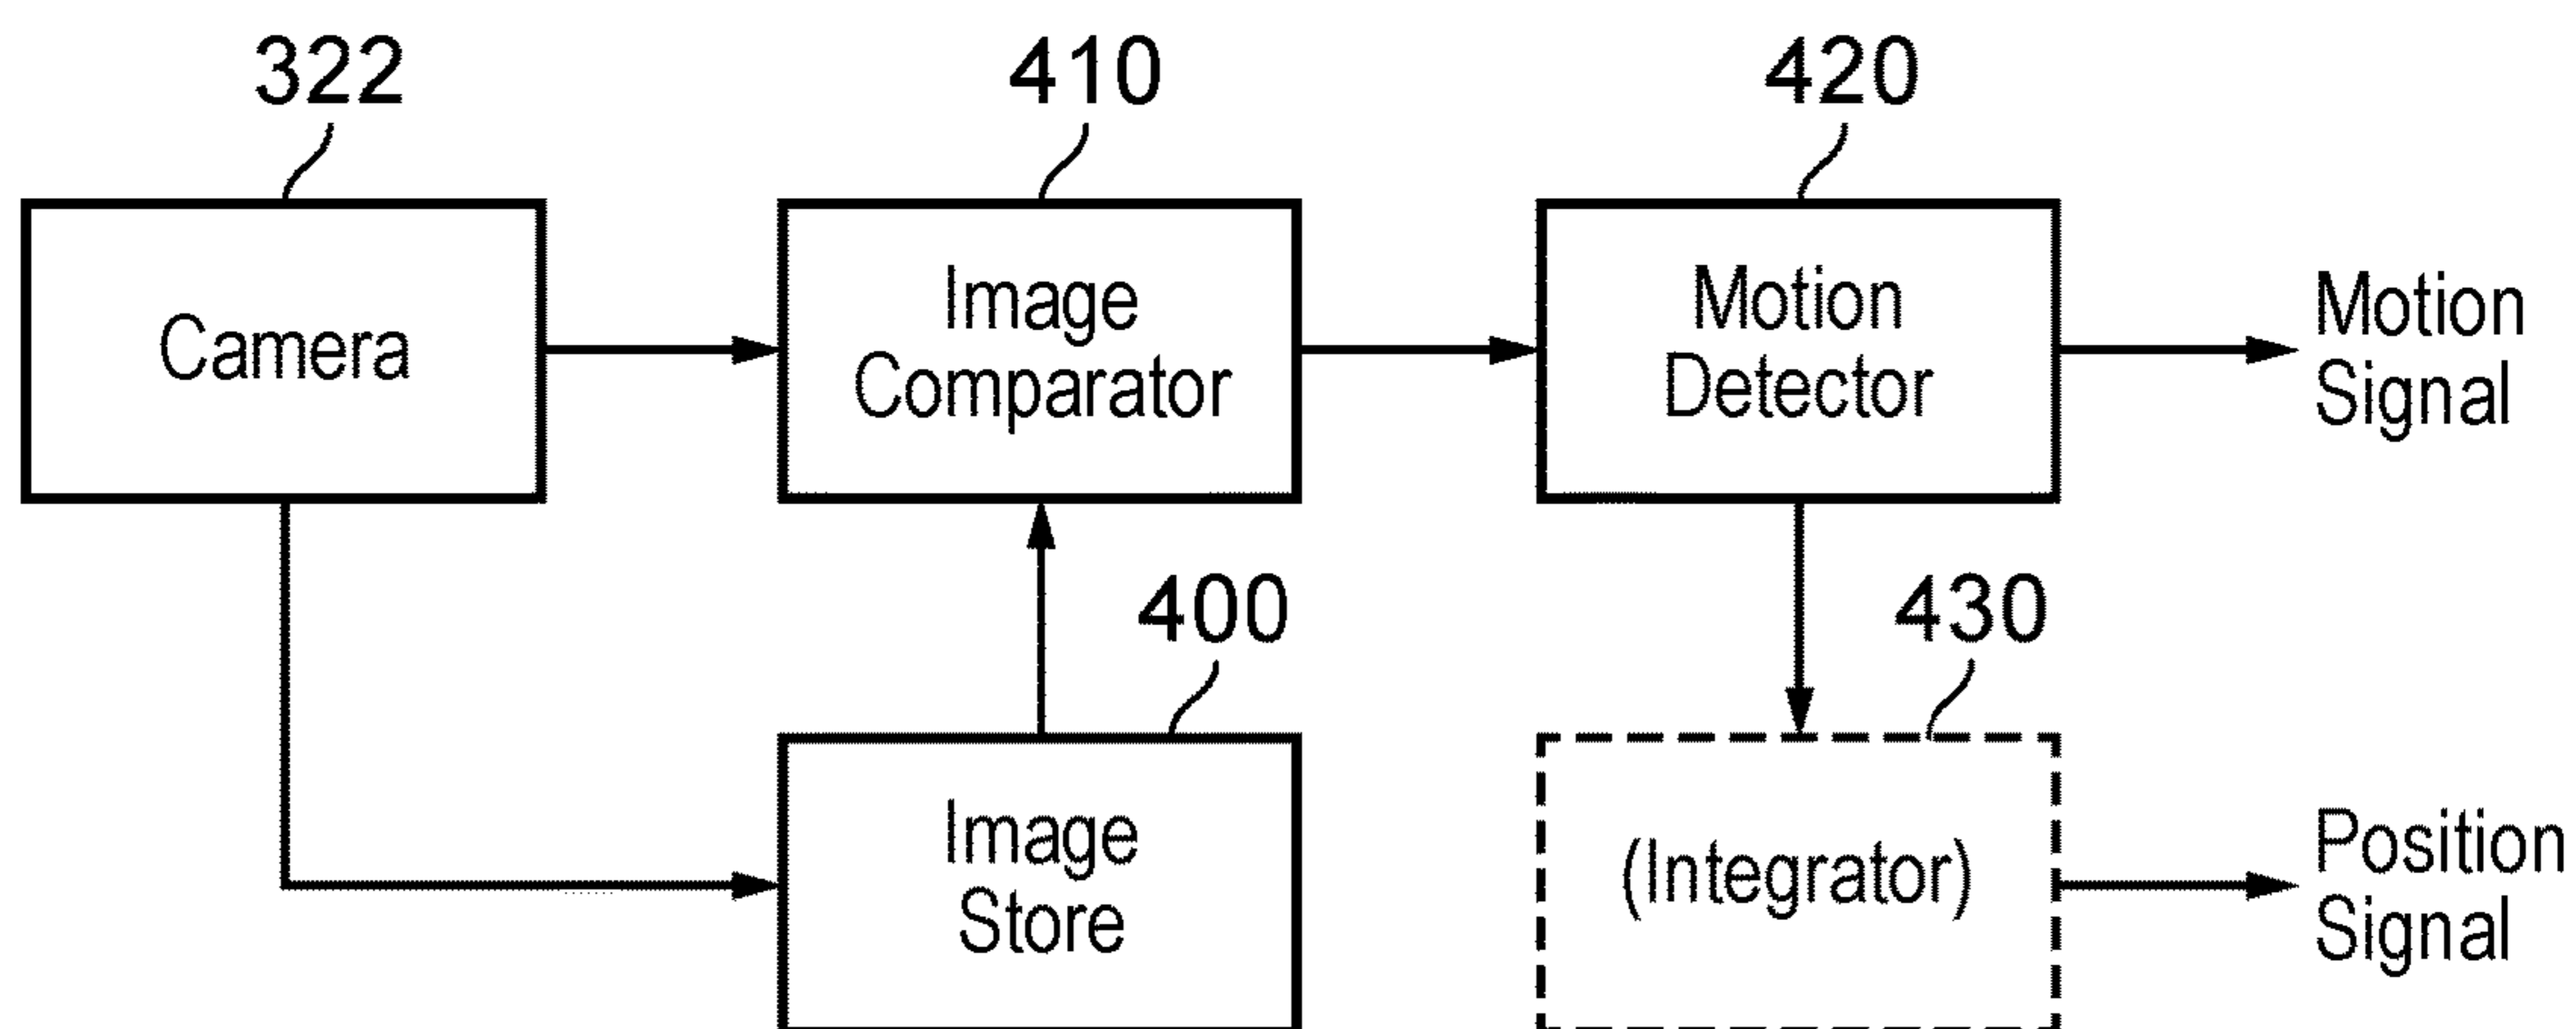 322
410
420
Camera
Image
Comparator
Motion
Detector
Motion
Signal
400
430
Image
Store
(Integrator)
Position
Signal